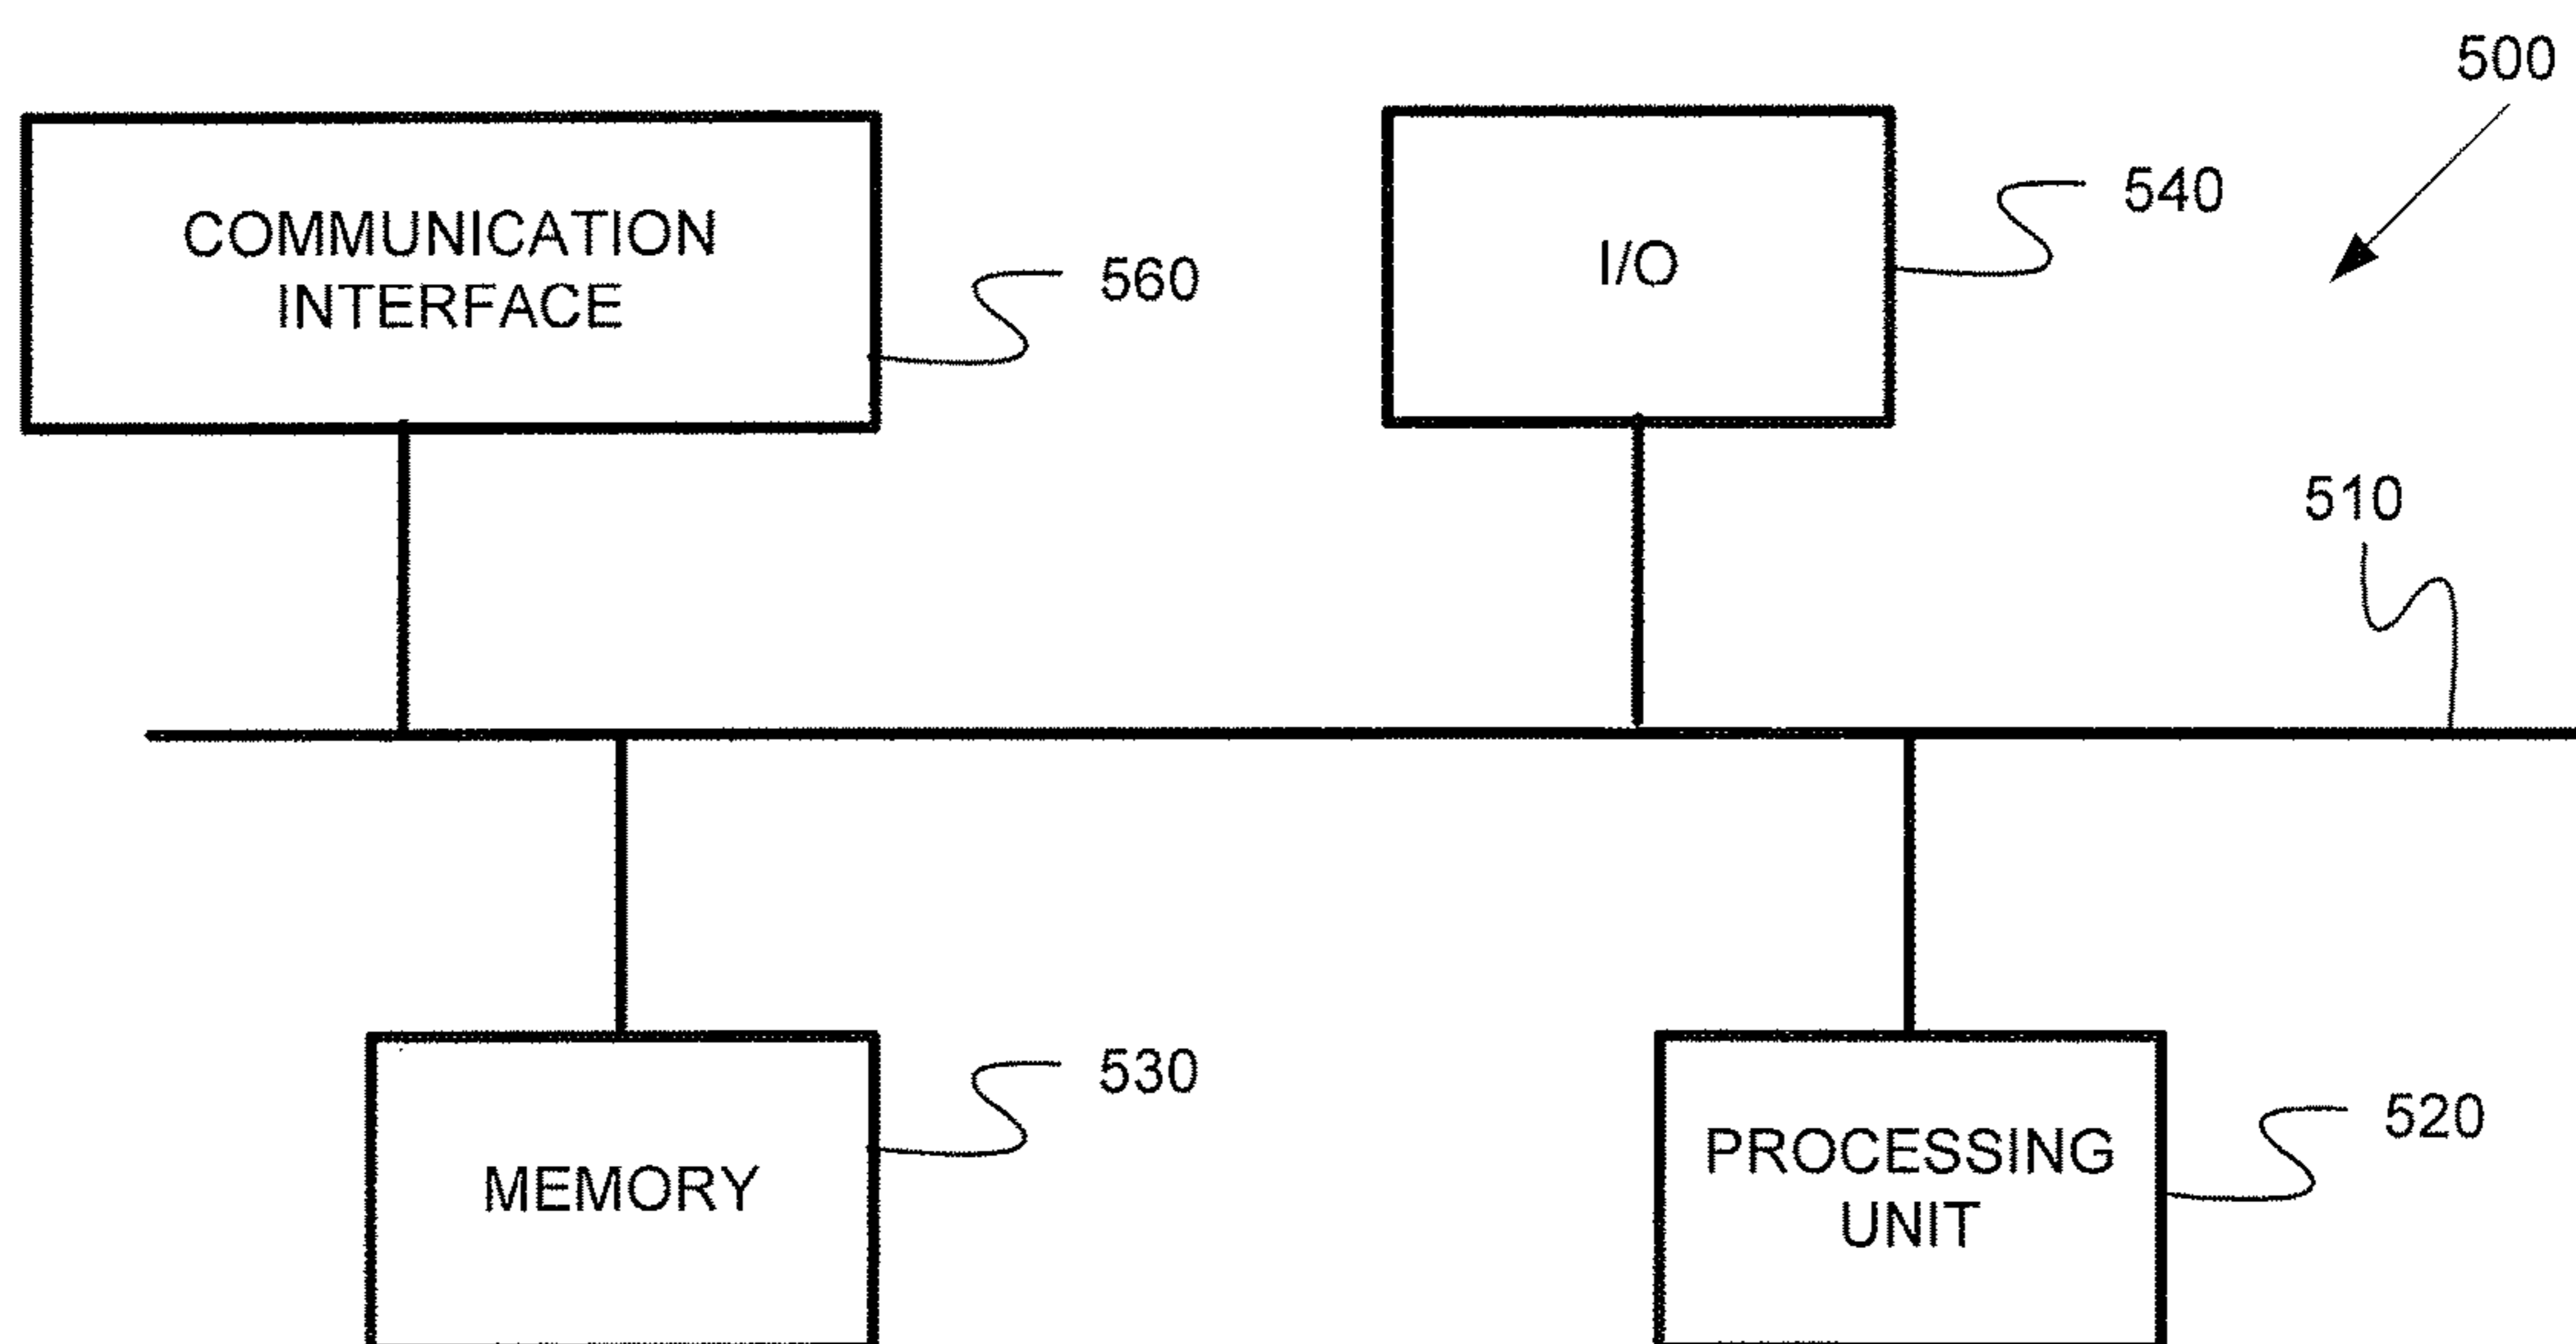 500
COMMUNICATION
INTERFACE
560
I/O
540
510
MEMORY
530
PROCESSING
UNIT
520